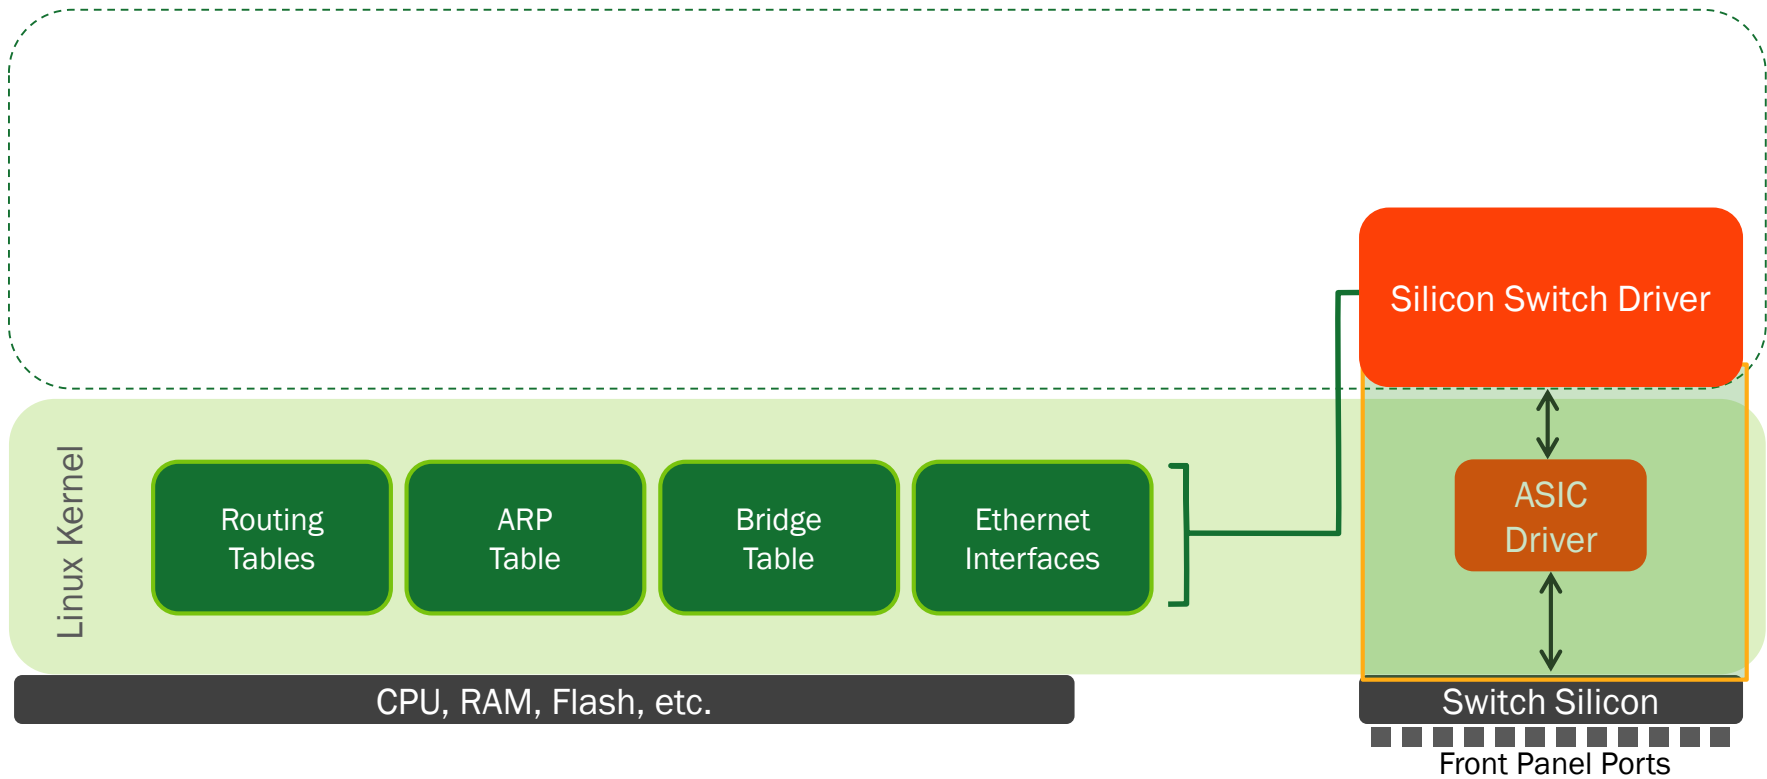 Silicon Switch Driver
Linux Kernel
Routing
Tables
ARP
Table
Bridge
Table
Ethernet
Interfaces
ASIC
Driver
CPU, RAM, Flash, etc.
Switch Silicon
Front Panel Ports